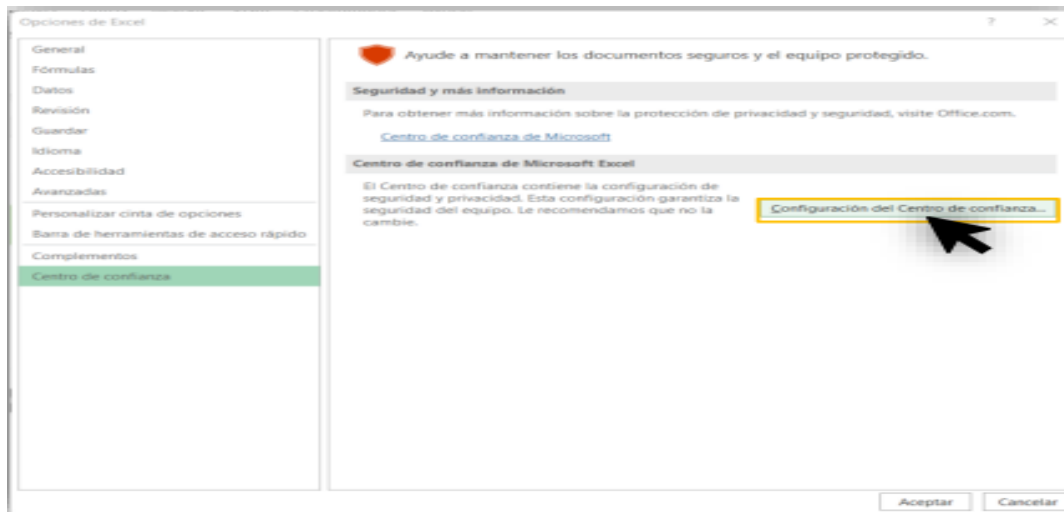 Opciones de Excel
?
General
Fórmulas
Datos
Revisión
Guardar
Idioma
Accesibilidad
Avanzadas
Personalizar cinta de opciones
Barra de herramientas de acceso rápido
Complementos
Centro de confianza
Ayude a mantener los documentos seguros y el equipo protegido.
Seguridad y más información
Para obtener más información sobre la protección de privacidad y seguridad, visite Office.com.
Centro de confianza de Microsoft
Centro de confianza de Microsoft Excel
El Centro de confianza contiene la configuración de
seguridad y privacidad. Esta configuración garantiza la
seguridad del equipo. Le recomendamos que no la
cambie.
Configuración del Centro de confianza...
Aceptar
Cancelar